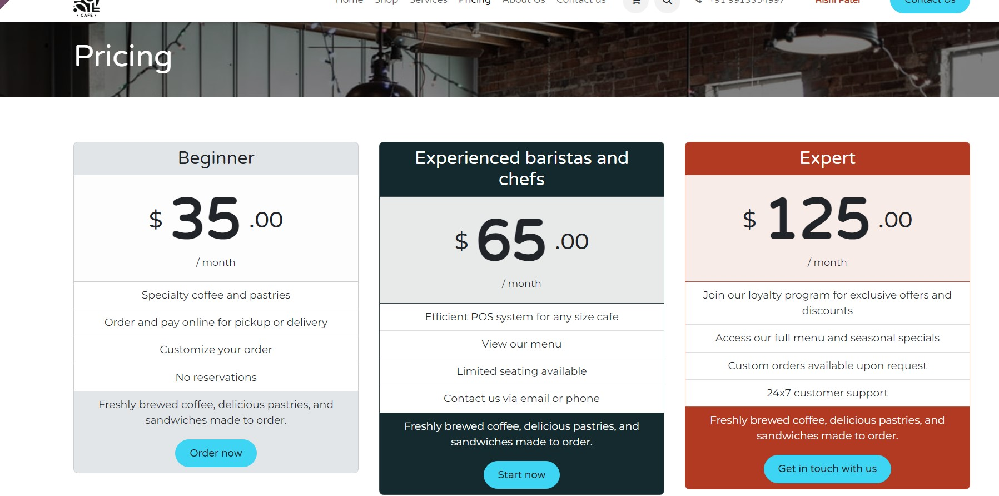 • CAFE •
Home Shop Services Pricing About Us Contact us +91 9913354997 Rishi Patel Contact Us
Pricing
Beginner
$ 35 .00
/ month
Specialty coffee and pastries
Order and pay online for pickup or delivery
Customize your order
No reservations
Freshly brewed coffee, delicious pastries, and
sandwiches made to order.
Order now
Experienced baristas and
chefs
$ 65 .00
/ month
Efficient POS system for any size cafe
View our menu
Limited seating available
Contact us via email or phone
Freshly brewed coffee, delicious pastries, and
sandwiches made to order.
Start now
Expert
$ 125 .00
/ month
Join our loyalty program for exclusive offers and
discounts
Access our full menu and seasonal specials
Custom orders available upon request
24x7 customer support
Freshly brewed coffee, delicious pastries, and
sandwiches made to order.
Get in touch with us